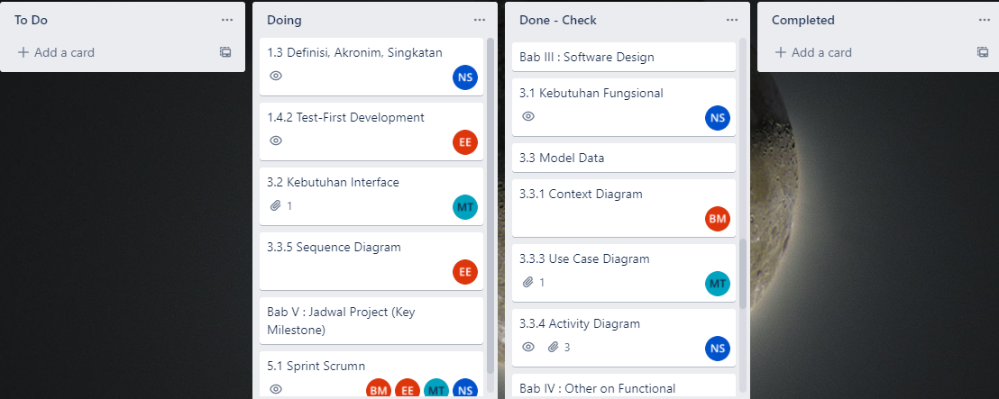 To Do
Add a card
Doing
1.3 Definisi, Akronim, Singkatan
NS
1.4.2 Test-First Development
EE
3.2 Kebutuhan Interface
1
MT
3.3.5 Sequence Diagram
EE
Bab V : Jadwal Project (Key
Milestone)
5.1 Sprint Scrumn
BM EE MT NS
Done - Check
Bab III : Software Design
3.1 Kebutuhan Fungsional
NS
3.3 Model Data
3.3.1 Context Diagram
BM
3.3.3 Use Case Diagram
1
MT
3.3.4 Activity Diagram
3
NS
Bab IV : Other on Functional
Completed
Add a card